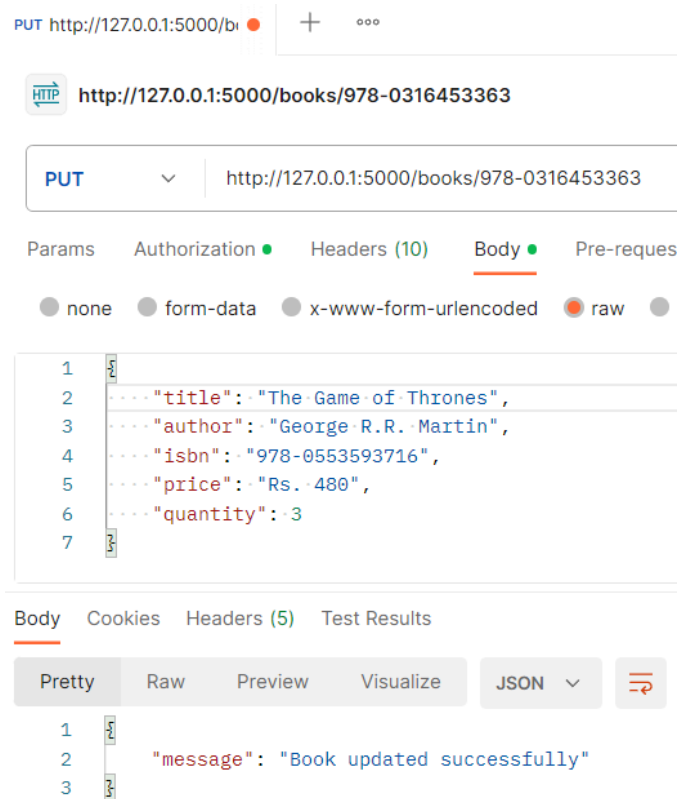 PUT http://127.0.0.1:5000/b
HTTP http://127.0.0.1:5000/books/978-0316453363
PUT http://127.0.0.1:5000/books/978-0316453363
Params Authorization Headers (10) Body Pre-reques
none form-data x-www-form-urlencoded raw
1 {
2 "title": "The Game of Thrones",
3 "author": "George R.R. Martin",
4 "isbn": "978-0553593716",
5 "price": "Rs. 480",
6 "quantity": 3
7 }
Body Cookies Headers (5) Test Results
Pretty Raw Preview Visualize JSON
1 {
2 "message": "Book updated successfully"
3 }